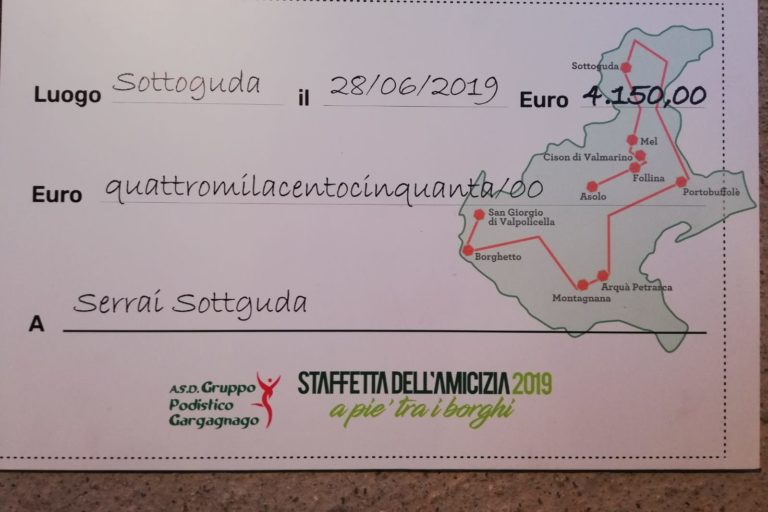 Luogo Sottoguda il 28/06/2019 Euro 4.150,00
Euro quattromilacentocinquanta/00
A Serrai Sottguda
Sottoguda
Mel
Cison di Valmarino
Follina
Asolo
Portobuffolè
San Giorgio
di Valpolicella
Borghetto
Arquà Petrarca
Montagnana
A.S.D. Gruppo
Podistico
Gargagnago
STAFFETTA DELL'AMICIZIA 2019
a pie' tra i borghi